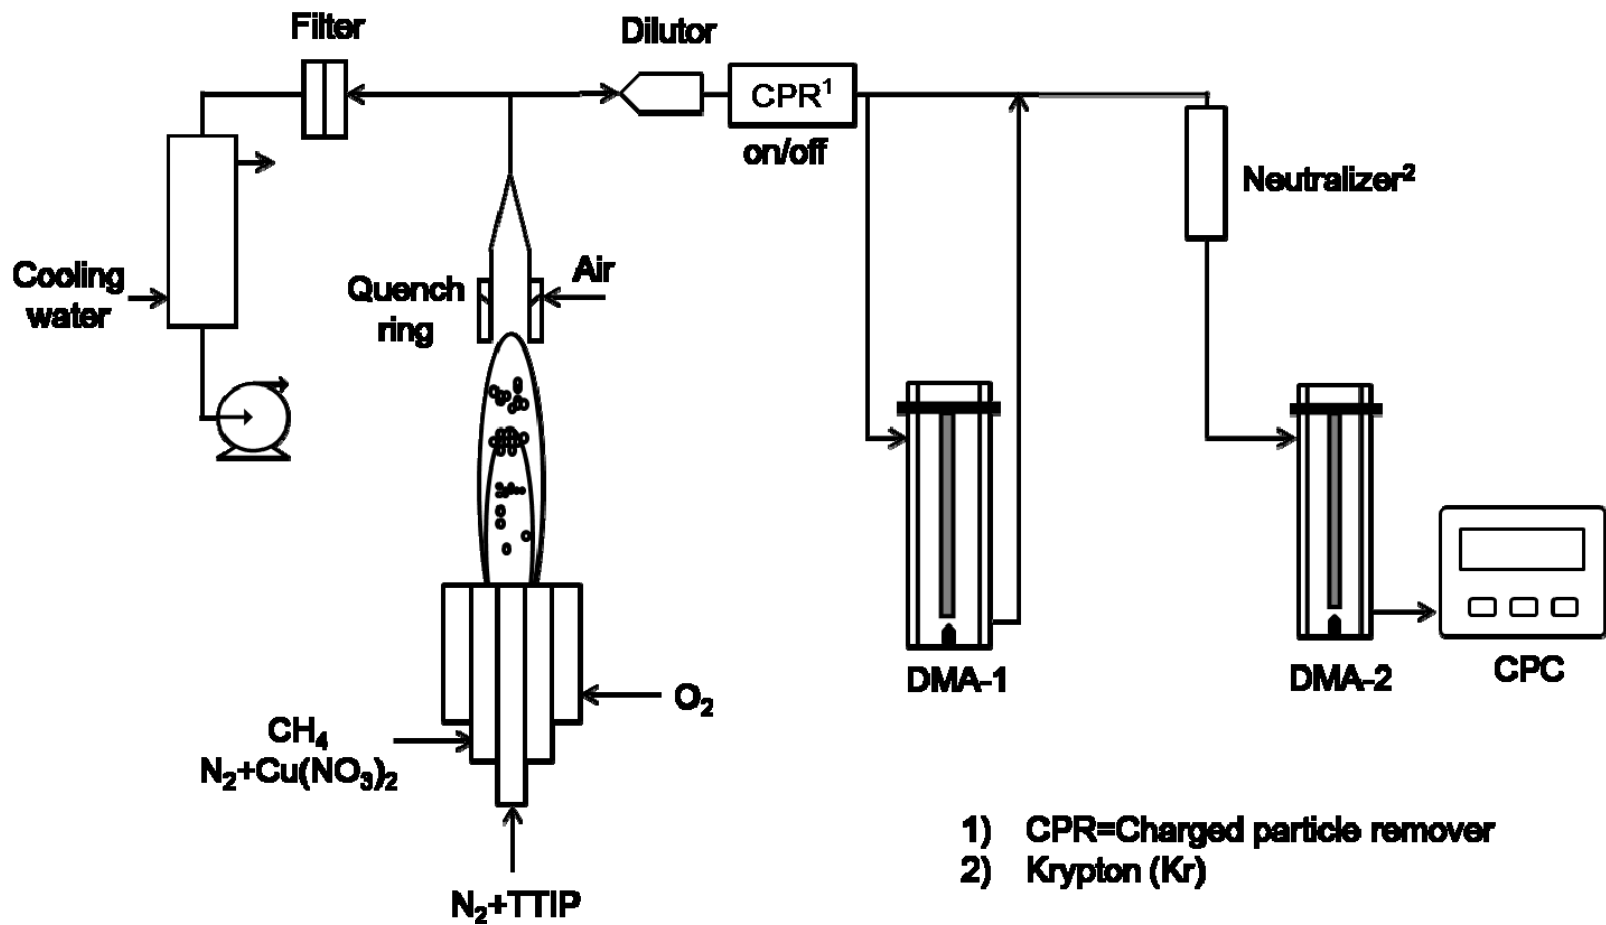 Filter
Dilutor
CPR¹
on/off
Neutralizer²
Cooling
water
Quench
ring
Air
DMA-1
DMA-2
CPC
O₂
CH₄
N₂+Cu(NO₃)₂
N₂+TTIP
1) CPR=Charged particle remover
2) Krypton (Kr)